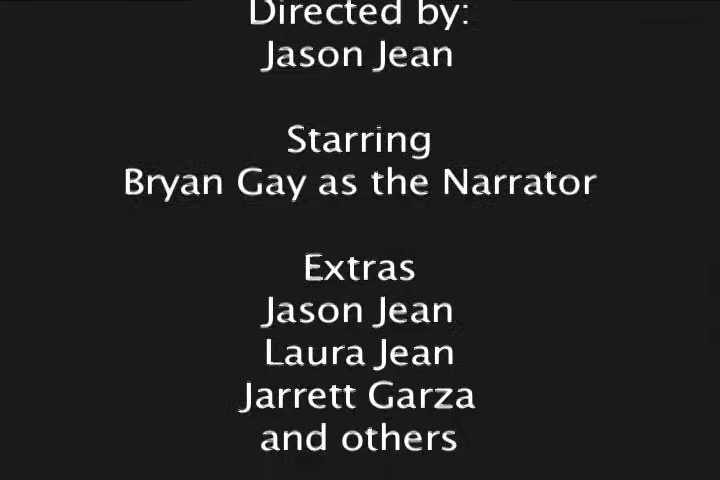 Directed by:
Jason Jean
Starring
Bryan Gay as the Narrator
Extras
Jason Jean
Laura Jean
Jarrett Garza
and others